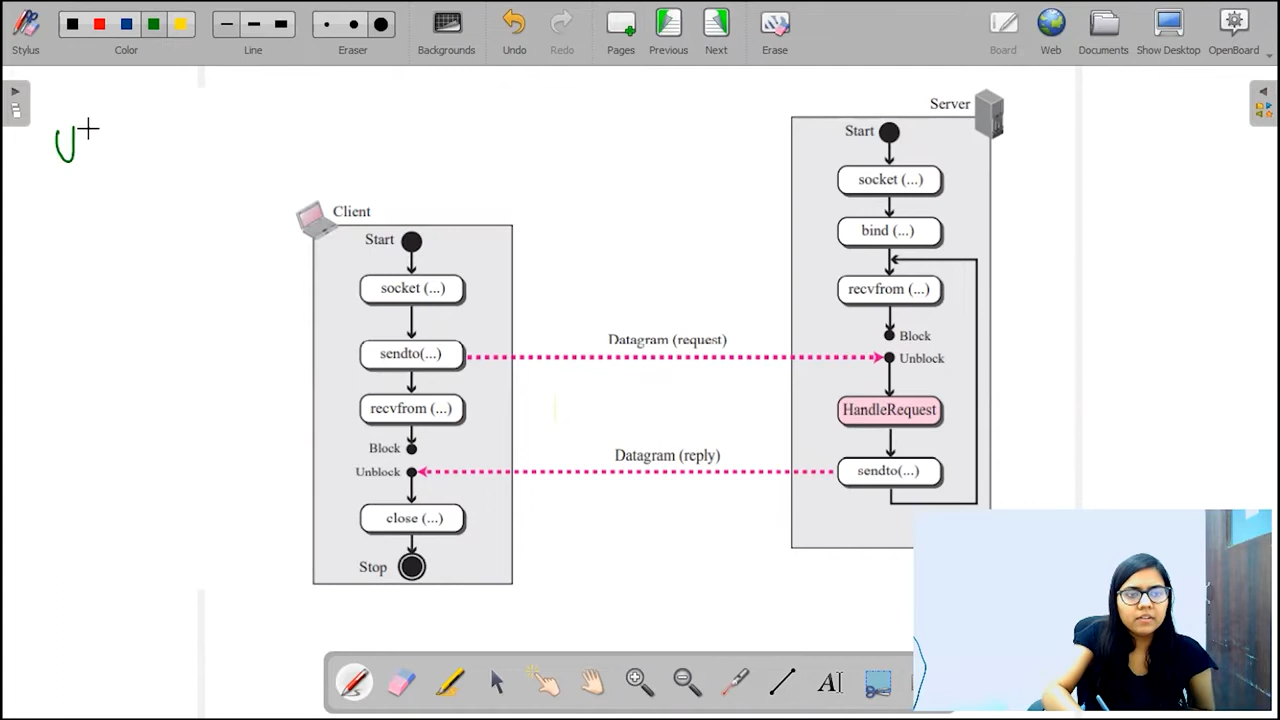 Stylus
Color
Line
Eraser
Backgrounds
Undo
Redo
Pages
Previous
Next
Erase
Board
Web
Documents
Show Desktop
OpenBoard
U
Server
Start
socket (...)
bind (...)
recvfrom (...)
Block
Unblock
HandleRequest
sendto(...)
Client
Start
socket (...)
sendto(...)
recvfrom (...)
Block
Unblock
close (...)
Stop
Datagram (request)
Datagram (reply)